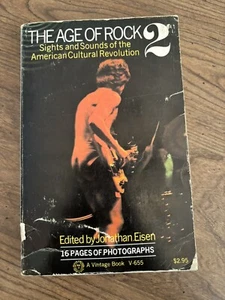 THE AGE OF ROCK 2
Sights and Sounds of the
American Cultural Revolution
Edited by Jonathan Eisen
16 PAGES OF PHOTOGRAPHS
A Vintage Book V-655
$2.95